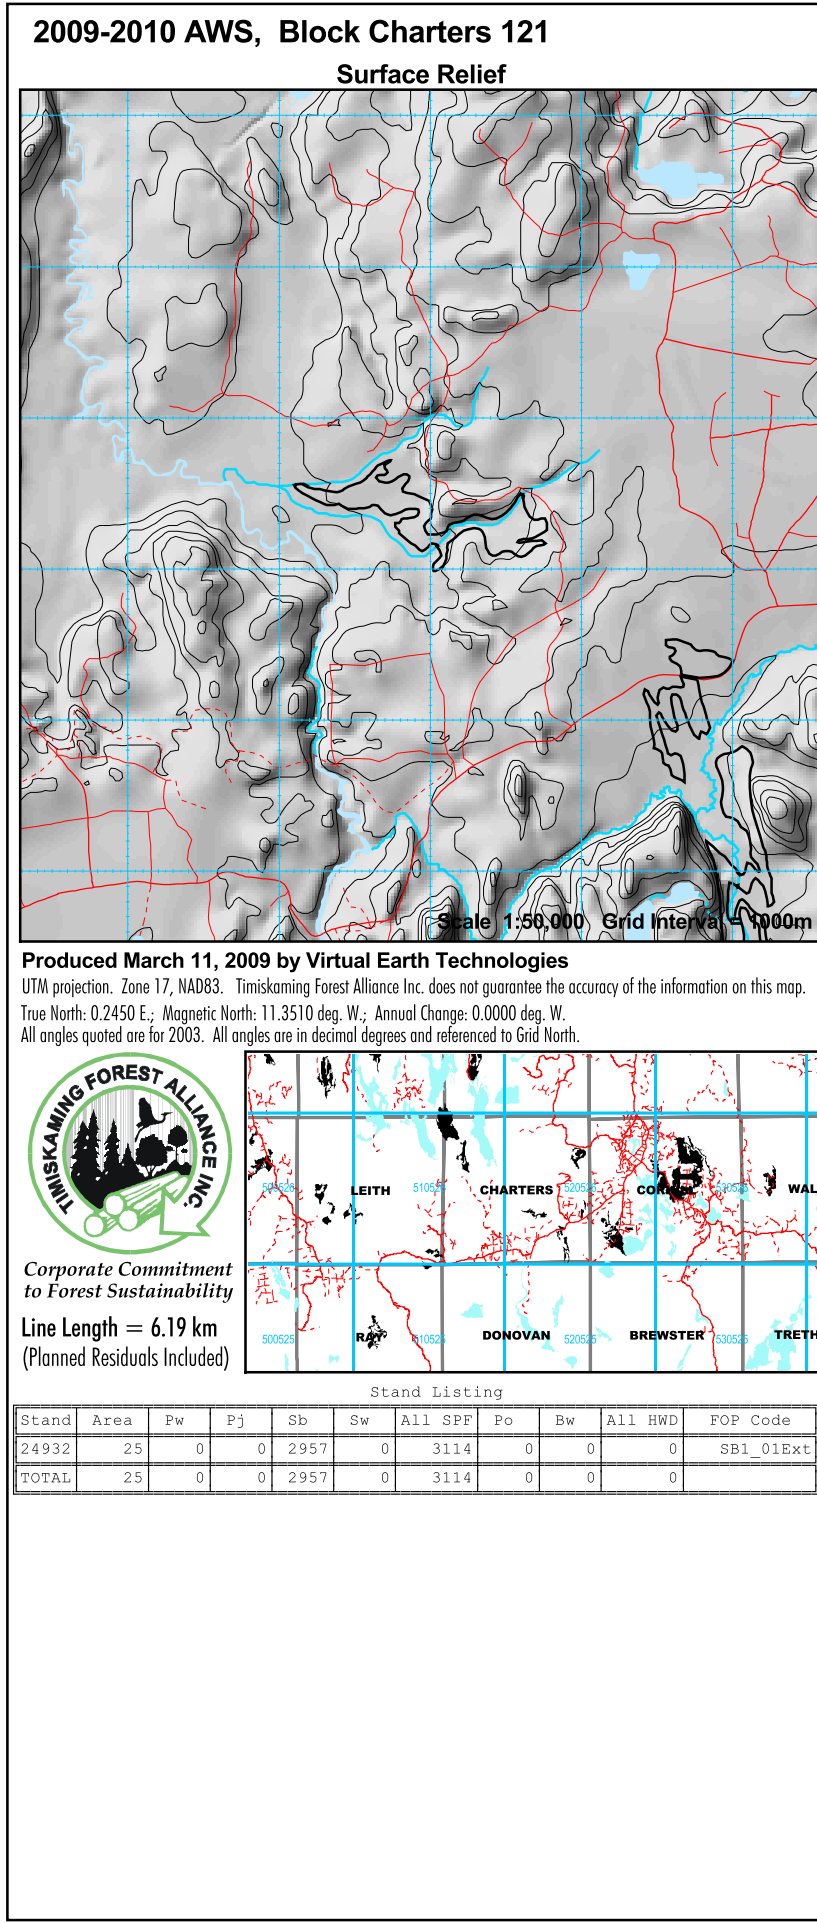 2009-2010 AWS, Block Charters 121
Surface Relief
Scale 1:50,000 Grid Interval = 1000m
Produced March 11, 2009 by Virtual Earth Technologies
UTM projection. Zone 17, NAD83. Timiskaming Forest Alliance Inc. does not guarantee the accuracy of the information on this map.
True North: 0.2450 E.; Magnetic North: 11.3510 deg. W.; Annual Change: 0.0000 deg. W.
All angles quoted are for 2003. All angles are in decimal degrees and referenced to Grid North.
TIMISKAMING FOREST ALLIANCE INC.
Corporate Commitment
to Forest Sustainability
Line Length = 6.19 km
(Planned Residuals Included)
LEITH CHARTERS 520526 WAL
500525 RAY 510525 DONOVAN 520525 BREWSTER 530525 TRETH
Stand Listing
Stand Area Pw Pj Sb Sw All SPF Po Bw All HWD FOP Code
24932 25 0 0 2957 0 3114 0 0 0 SB1_01Ext
TOTAL 25 0 0 2957 0 3114 0 0 0